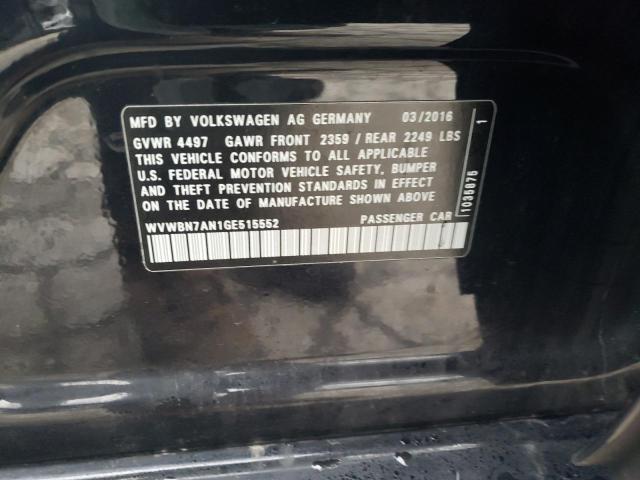 MFD BY VOLKSWAGEN AG GERMANY 03/2016
GVWR 4497 GAWR FRONT 2359 / REAR 2249 LBS
THIS VEHICLE CONFORMS TO ALL APPLICABLE
U.S. FEDERAL MOTOR VEHICLE SAFETY, BUMPER
AND THEFT PREVENTION STANDARDS IN EFFECT
ON THE DATE OF MANUFACTURE SHOWN ABOVE
WVWBN7AN1GE515552 PASSENGER CAR
1035875 1